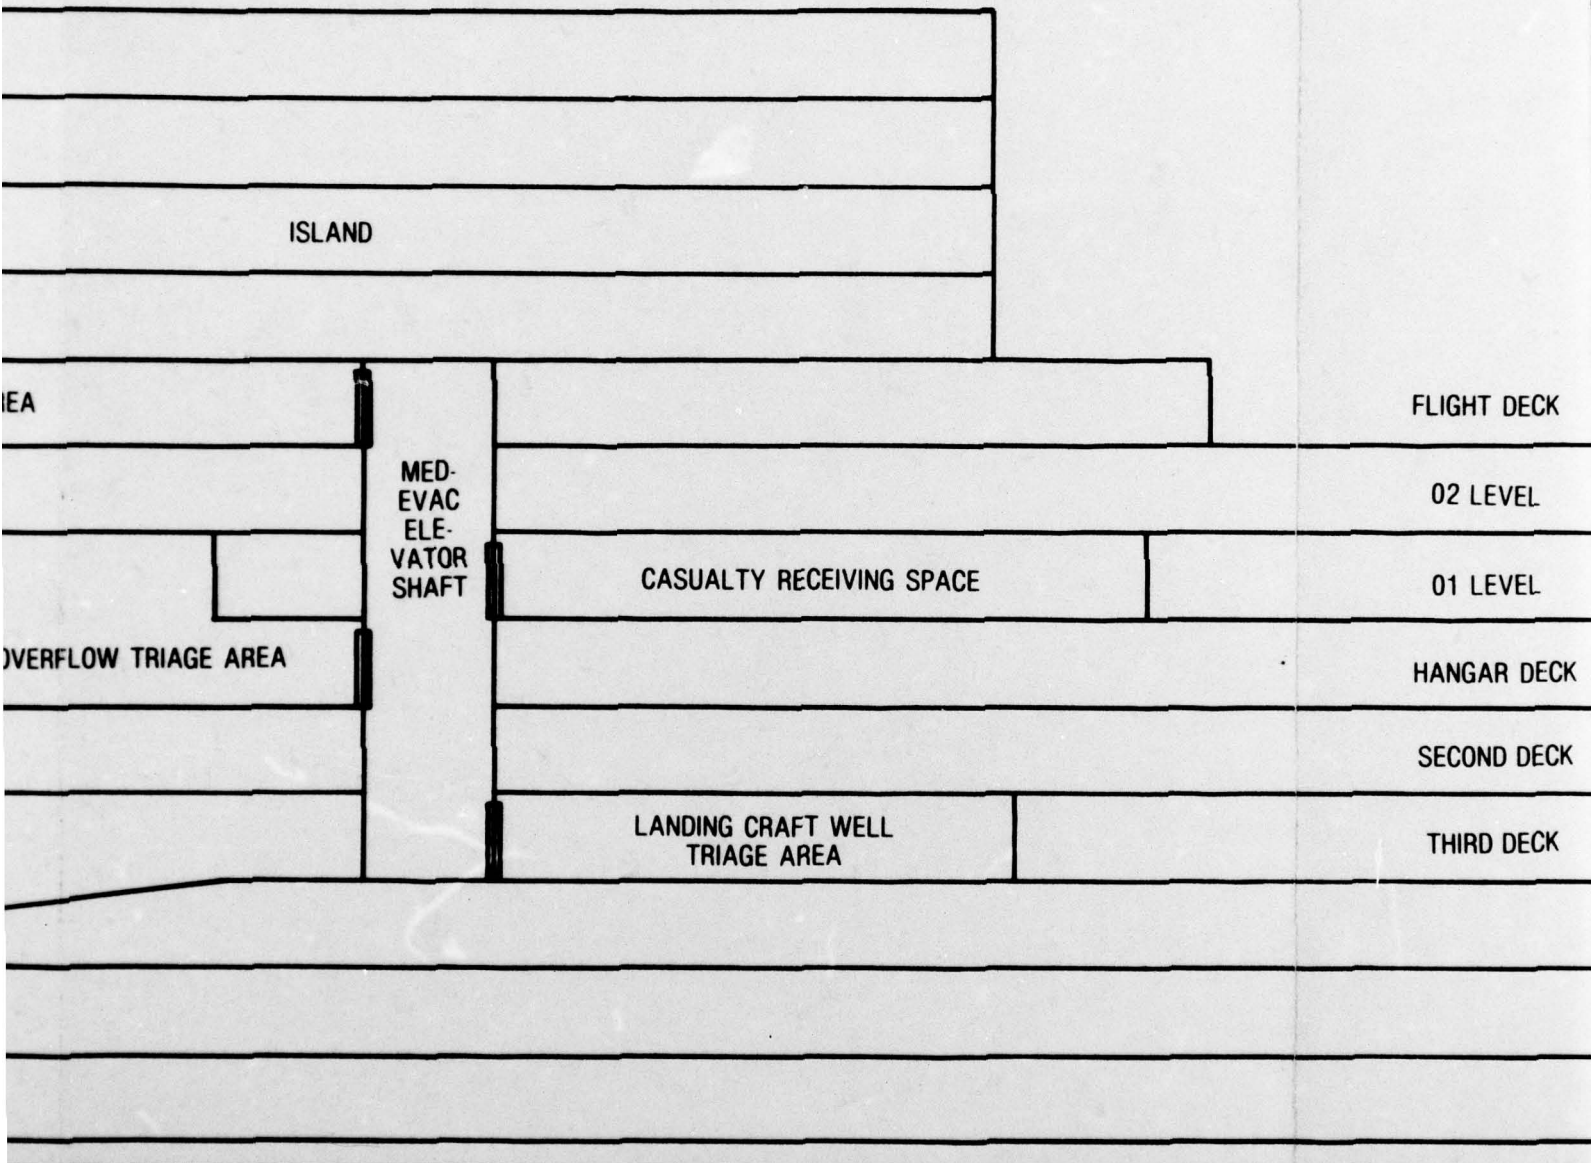 ISLAND
EA
FLIGHT DECK
MED-
EVAC
ELE-
VATOR
SHAFT
02 LEVEL
CASUALTY RECEIVING SPACE
01 LEVEL
OVERFLOW TRIAGE AREA
HANGAR DECK
SECOND DECK
LANDING CRAFT WELL
TRIAGE AREA
THIRD DECK